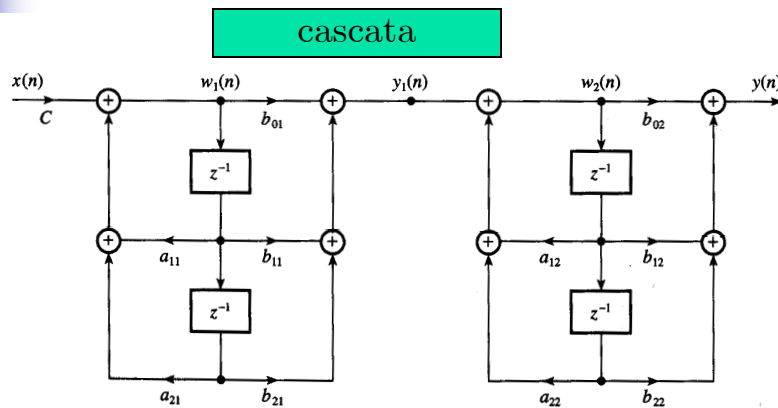 cascata
x(n) w₁(n) y₁(n) w₂(n) y(n)
C b₀₁ b₀₂
z⁻¹ z⁻¹
a₁₁ b₁₁ a₁₂ b₁₂
z⁻¹ z⁻¹
a₂₁ b₂₁ a₂₂ b₂₂